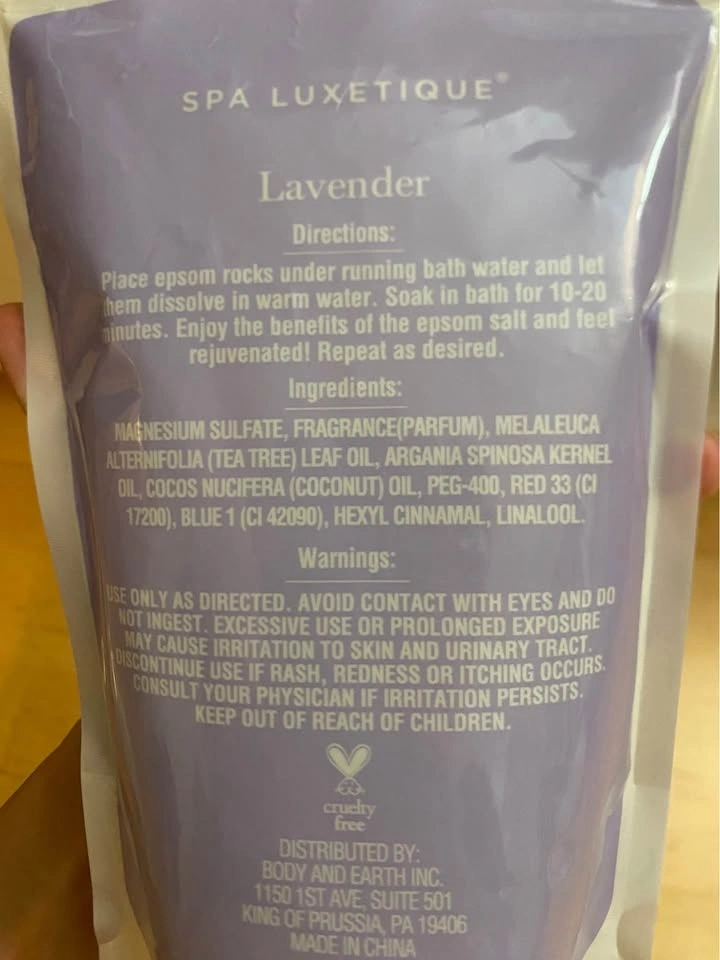 SPA LUXETIQUE®
Lavender
Directions:
Place epsom rocks under running bath water and let
them dissolve in warm water. Soak in bath for 10-20
minutes. Enjoy the benefits of the epsom salt and feel
rejuvenated! Repeat as desired.
Ingredients:
MAGNESIUM SULFATE, FRAGRANCE(PARFUM), MELALEUCA
ALTERNIFOLIA (TEA TREE) LEAF OIL, ARGANIA SPINOSA KERNEL
OIL, COCOS NUCIFERA (COCONUT) OIL, PEG-400, RED 33 (CI
17200), BLUE 1 (CI 42090), HEXYL CINNAMAL, LINALOOL.
Warnings:
USE ONLY AS DIRECTED. AVOID CONTACT WITH EYES AND DO
NOT INGEST. EXCESSIVE USE OR PROLONGED EXPOSURE
MAY CAUSE IRRITATION TO SKIN AND URINARY TRACT.
DISCONTINUE USE IF RASH, REDNESS OR ITCHING OCCURS.
CONSULT YOUR PHYSICIAN IF IRRITATION PERSISTS.
KEEP OUT OF REACH OF CHILDREN.
cruelty
free
DISTRIBUTED BY:
BODY AND EARTH INC.
1150 1ST AVE, SUITE 501
KING OF PRUSSIA, PA 19406
MADE IN CHINA